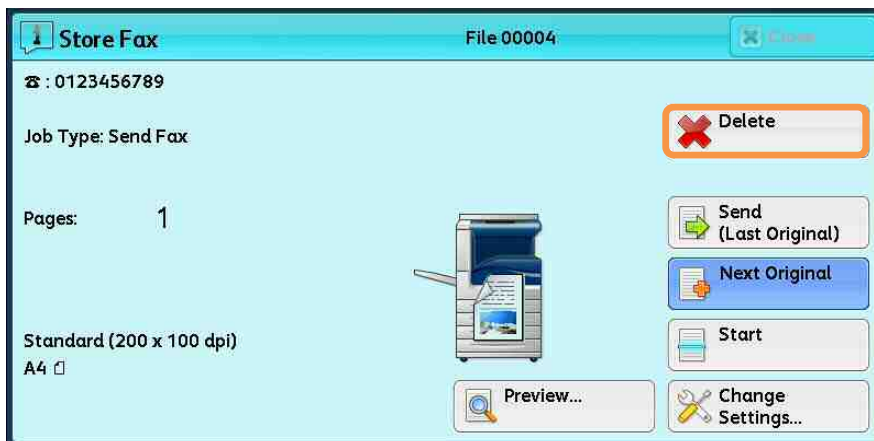 Store Fax
File 00004
Close
☎ : 0123456789
Delete
Job Type: Send Fax
Pages: 1
Send
(Last Original)
Next Original
Standard (200 x 100 dpi)
Start
A4
Preview...
Change
Settings...